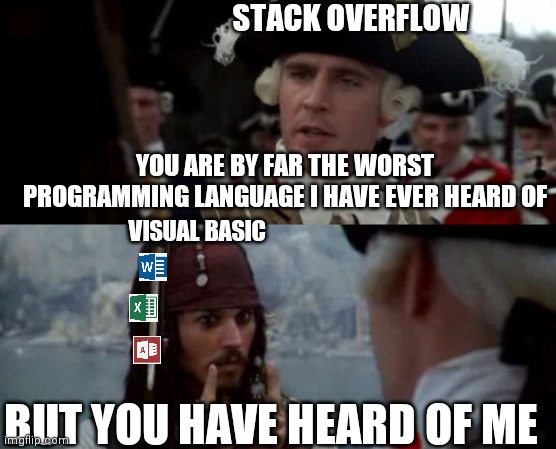 STACK OVERFLOW
YOU ARE BY FAR THE WORST
PROGRAMMING LANGUAGE I HAVE EVER HEARD OF
VISUAL BASIC
W
X
A
BUT YOU HAVE HEARD OF ME
imgflip.com